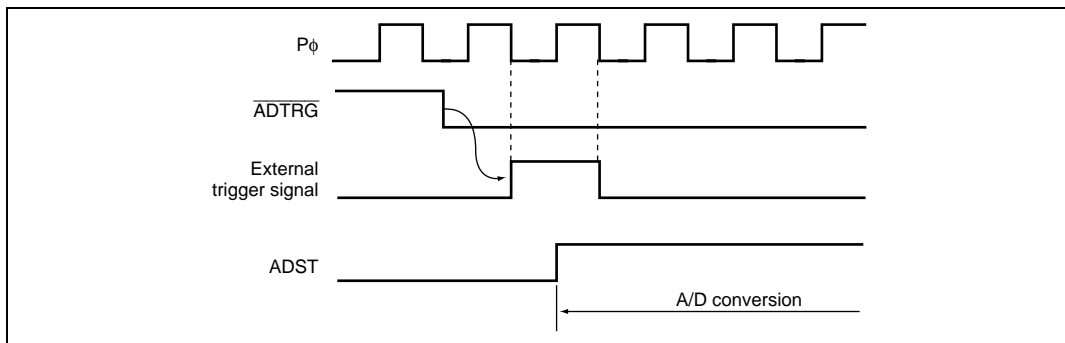 Pϕ
ADTRG
External
trigger signal
ADST
A/D conversion